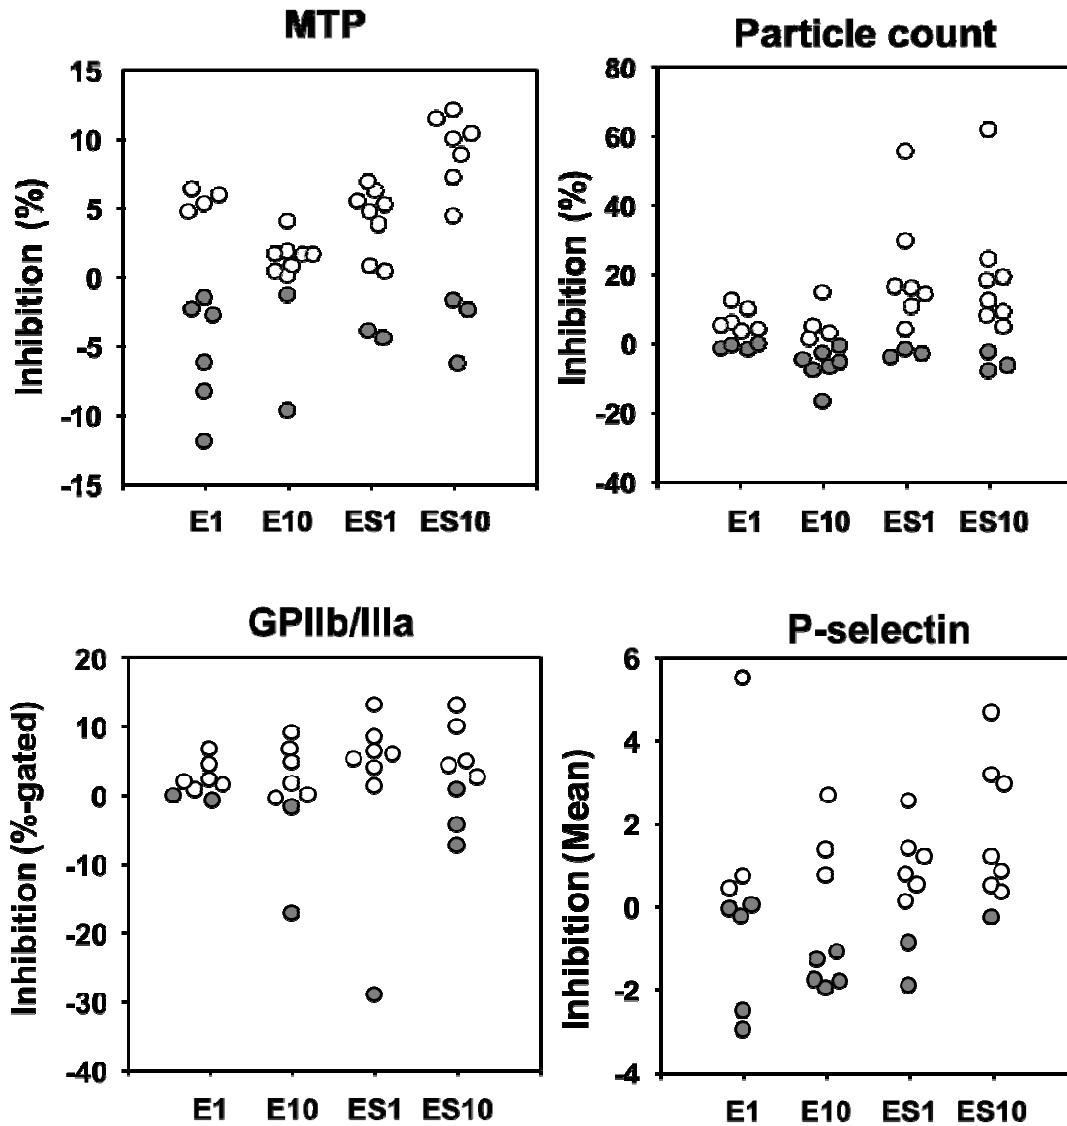 MTP
Inhibition (%)
15
10
5
0
-5
-10
-15
E1 E10 ES1 ES10
Particle count
Inhibition (%)
80
60
40
20
0
-20
-40
E1 E10 ES1 ES10
GPIIb/IIIa
Inhibition (%-gated)
20
10
0
-10
-20
-30
-40
E1 E10 ES1 ES10
P-selectin
Inhibition (Mean)
6
4
2
0
-2
-4
E1 E10 ES1 ES10